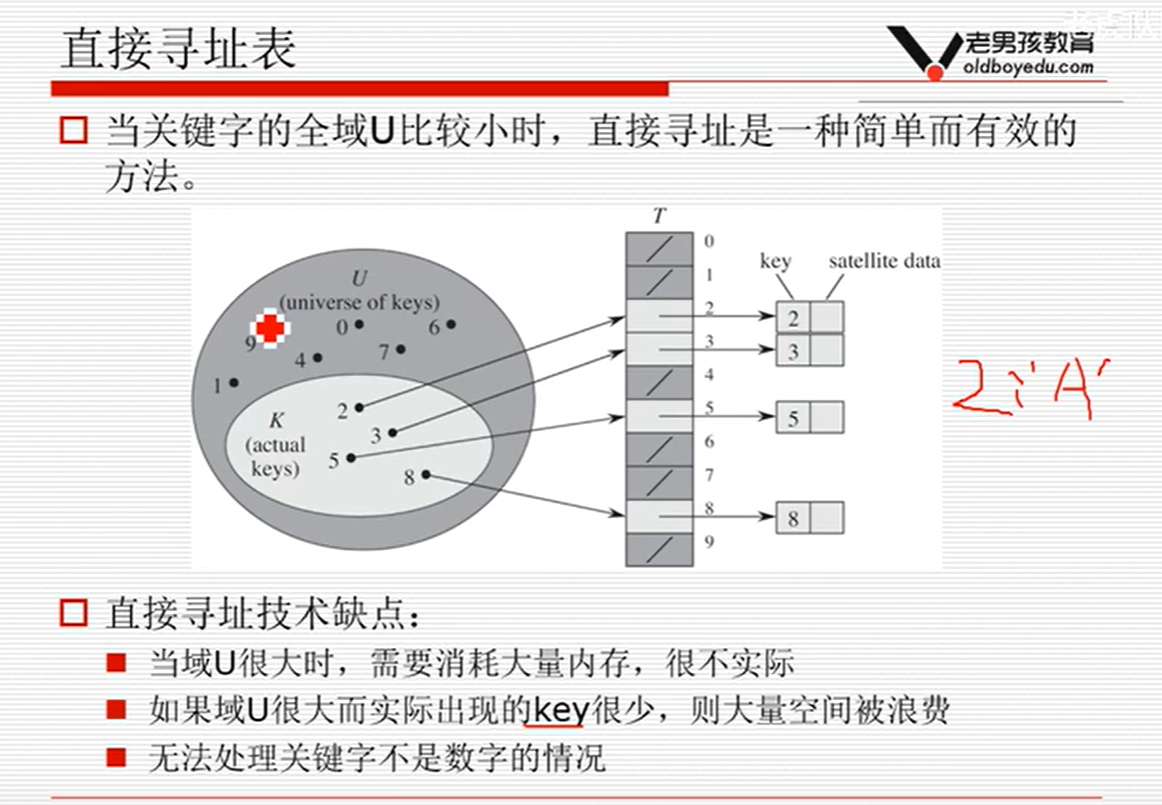 直接寻址表
老男孩教育
oldboyedu.com
当关键字的全域U比较小时，直接寻址是一种简单而有效的
方法。
T
U
(universe of keys)
0
6
9
4
7
1
2
K
(actual
keys)
3
5
8
0
1
2
3
4
5
6
7
8
9
key
satellite data
2
3
5
8
2:'A'
直接寻址技术缺点：
当域U很大时，需要消耗大量内存，很不实际
如果域U很大而实际出现的key很少，则大量空间被浪费
无法处理关键字不是数字的情况